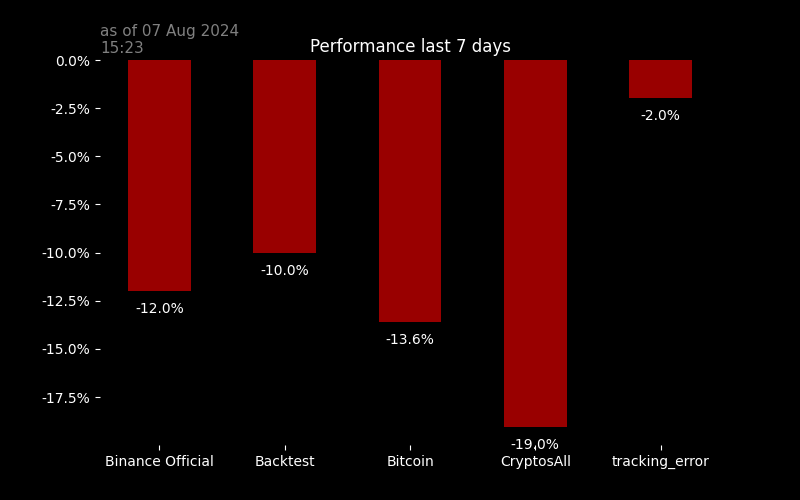 as of 07 Aug 2024
15:23
Performance last 7 days
0.0%
-2.5%
-5.0%
-7.5%
-10.0%
-12.5%
-15.0%
-17.5%
-12.0%
-10.0%
-13.6%
-19.0%
-2.0%
Binance Official
Backtest
Bitcoin
CryptosAll
tracking_error